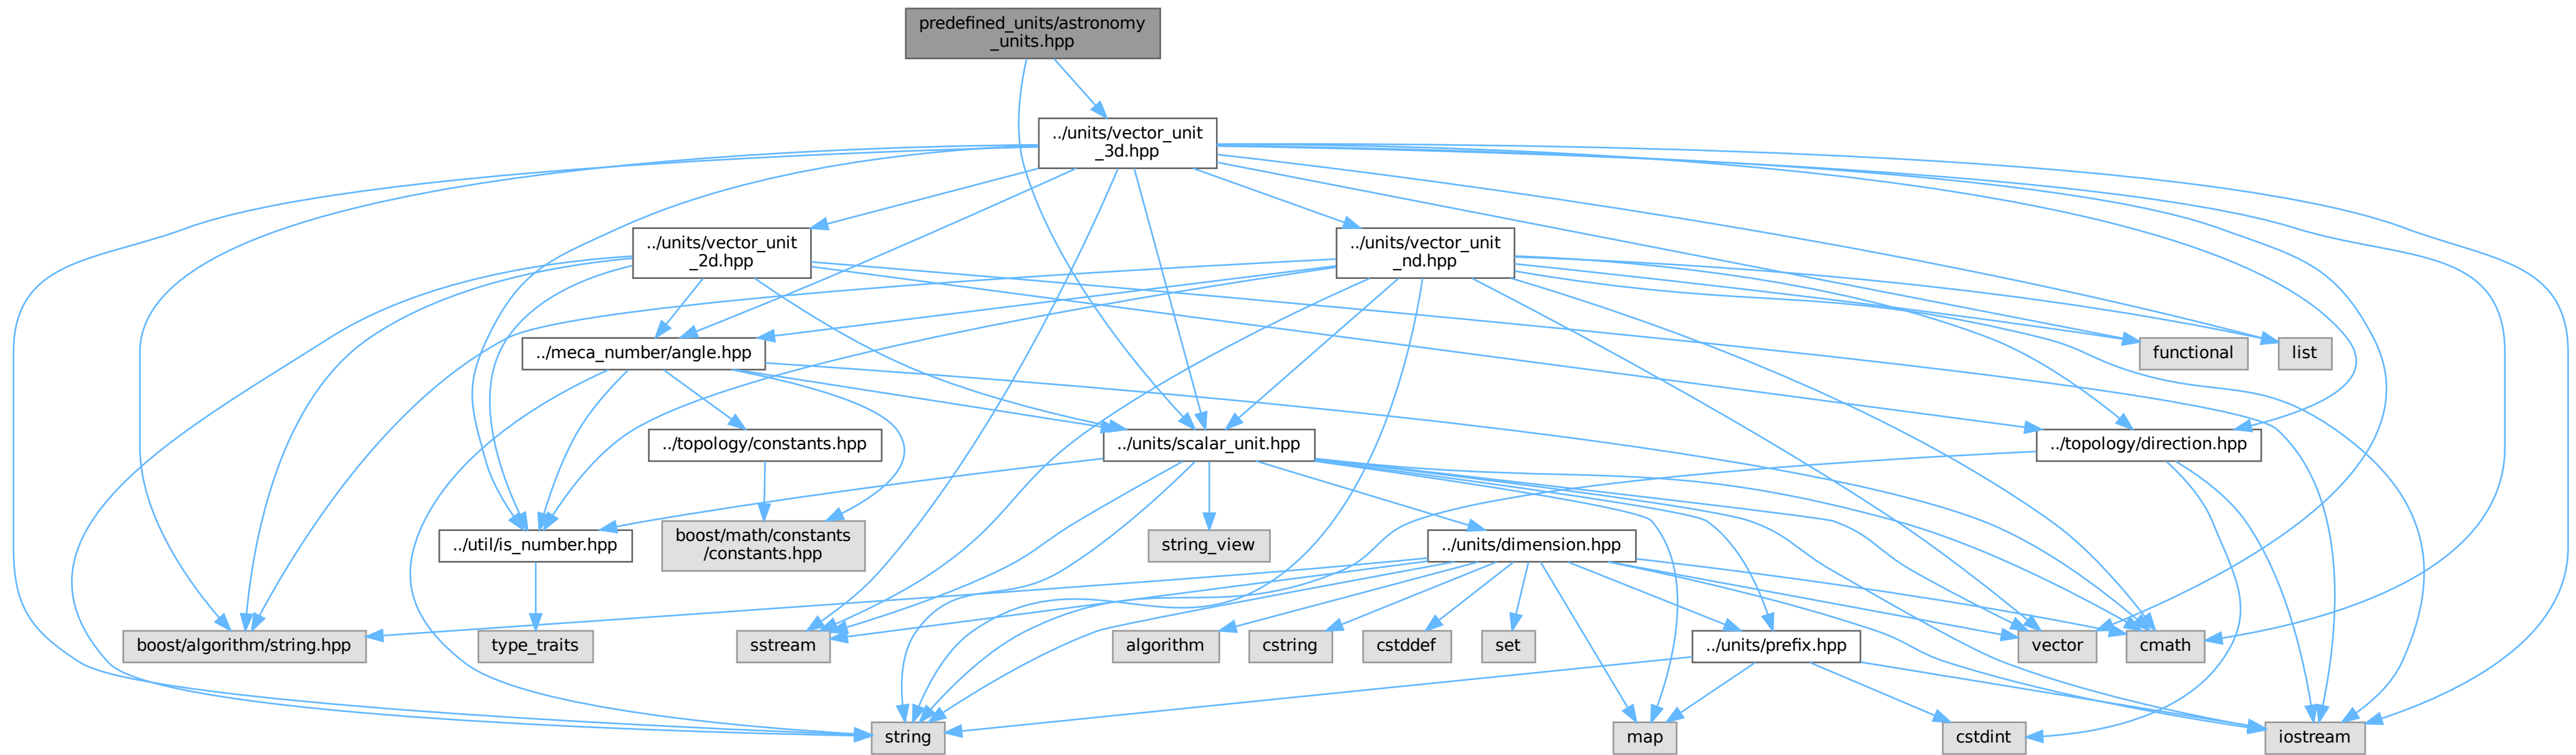 predefined_units/astronomy
_units.hpp
../units/vector_unit
_3d.hpp
../units/vector_unit
_2d.hpp
../units/vector_unit
_nd.hpp
../meca_number/angle.hpp
functional
list
../topology/constants.hpp
../units/scalar_unit.hpp
../topology/direction.hpp
../util/is_number.hpp
boost/math/constants
/constants.hpp
string_view
../units/dimension.hpp
boost/algorithm/string.hpp
type_traits
sstream
algorithm
cstring
cstddef
set
../units/prefix.hpp
vector
cmath
string
map
cstdint
iostream